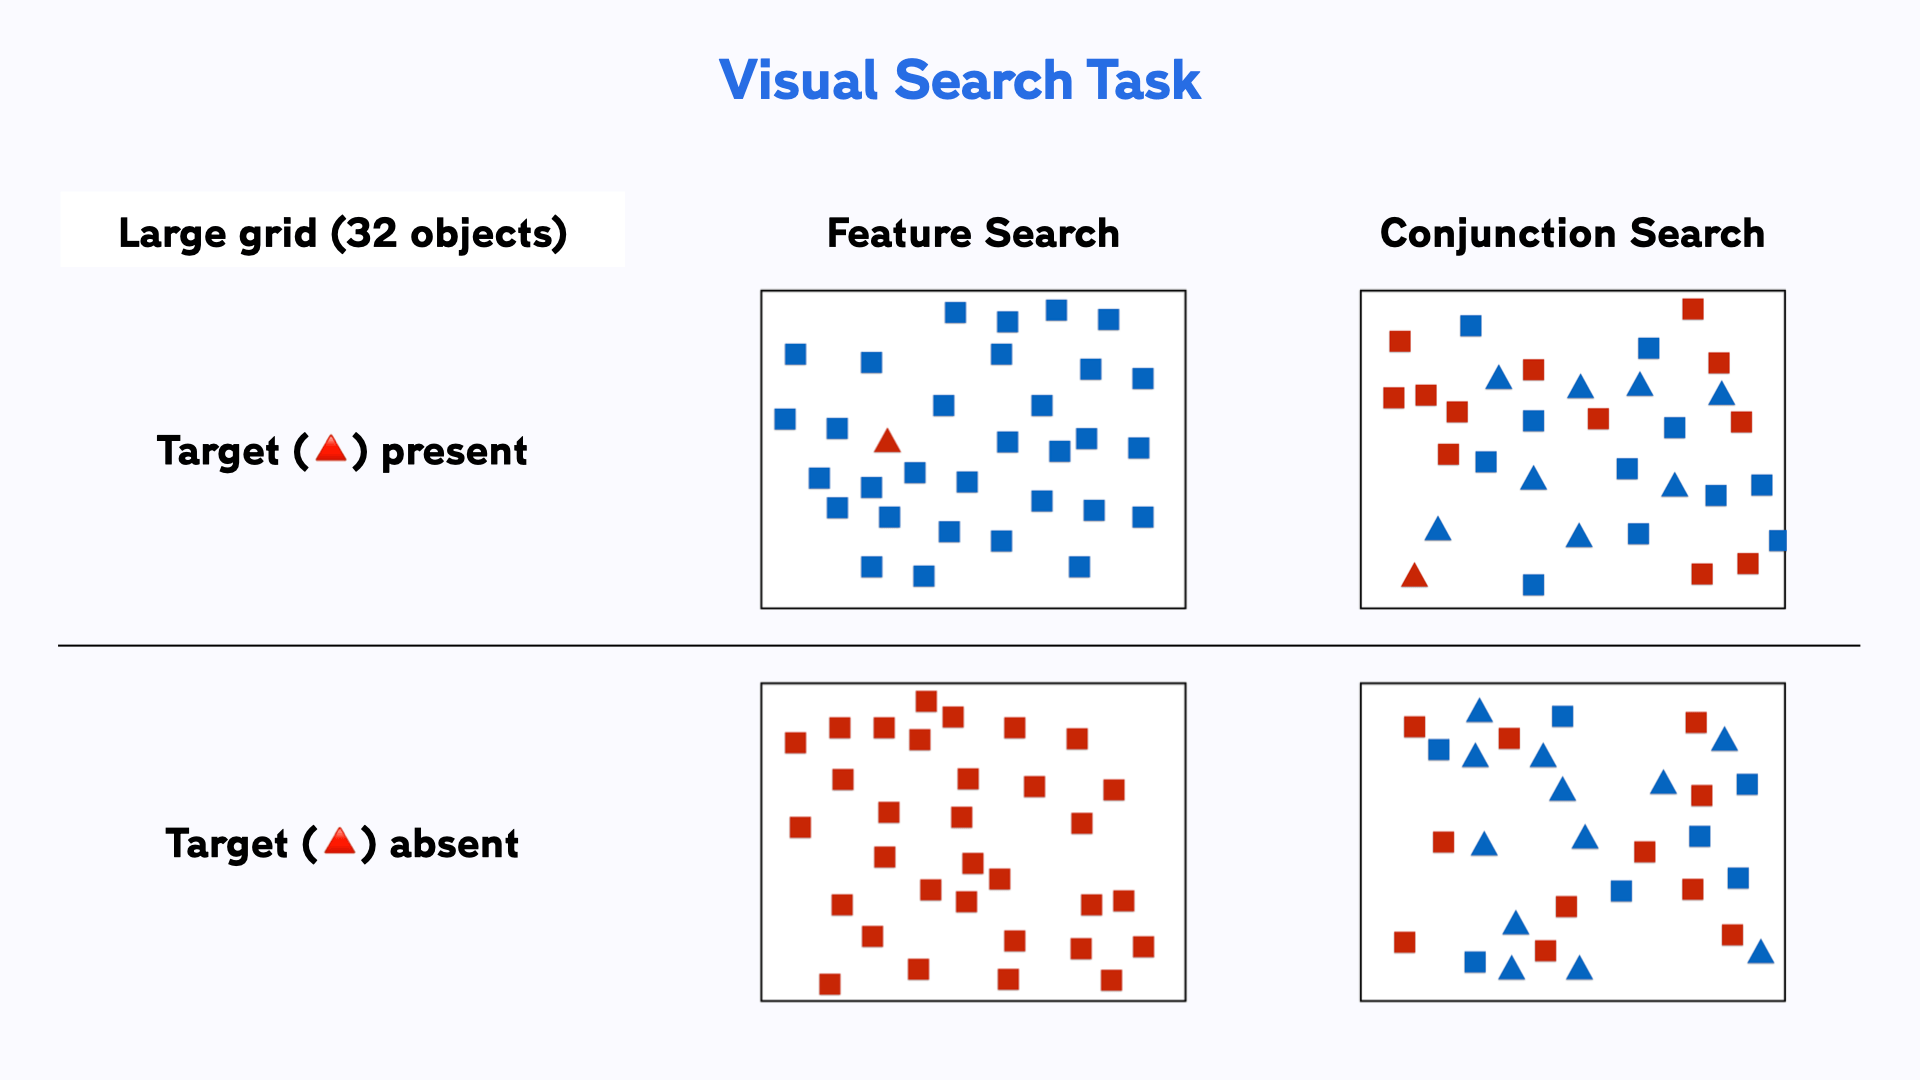 Visual Search Task
Large grid (32 objects)
Feature Search
Conjunction Search
Target (🔺) present
Target (🔺) absent